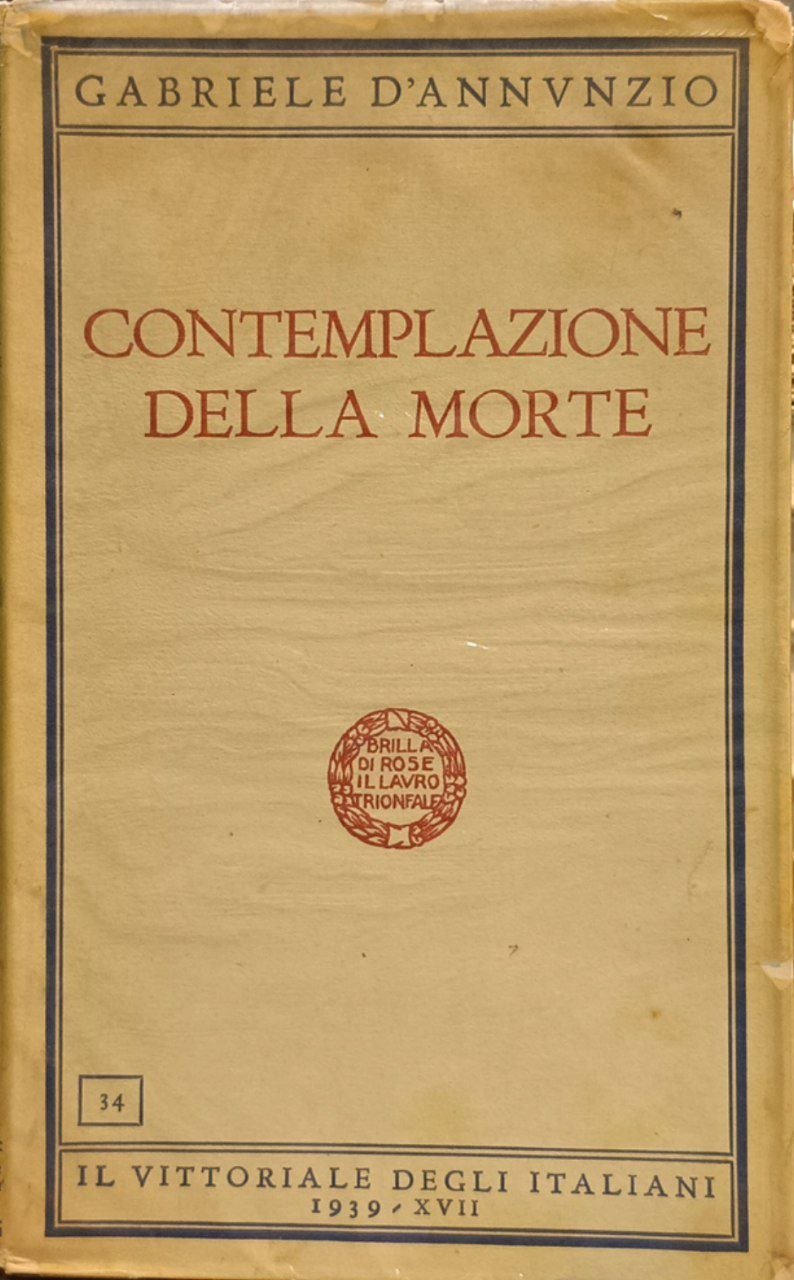 GABRIELE D'ANNVNZIO
CONTEMPLAZIONE
DELLA MORTE
BRILLA
DI ROSE
IL LAVRO
TRIONFALE
34
IL VITTORIALE DEGLI ITALIANI
1939 - XVII